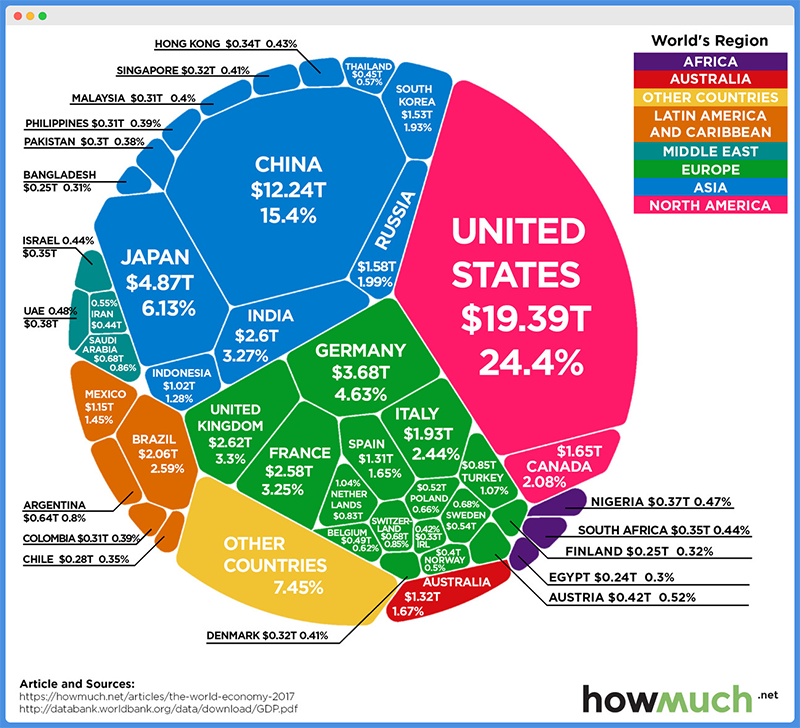 HONG KONG $0.34T 0.43%
SINGAPORE $0.32T 0.41%
MALAYSIA $0.31T 0.4%
PHILIPPINES $0.31T 0.39%
PAKISTAN $0.3T 0.38%
BANGLADESH
$0.25T 0.31%
THAILAND
$0.45T
0.57%
SOUTH
KOREA
$1.53T
1.93%
CHINA
$12.24T
15.4%
RUSSIA
$1.58T
1.99%
JAPAN
$4.87T
6.13%
INDIA
$2.6T
3.27%
INDONESIA
$1.02T
1.28%
World's Region
AFRICA
AUSTRALIA
OTHER COUNTRIES
LATIN AMERICA
AND CARIBBEAN
MIDDLE EAST
EUROPE
ASIA
NORTH AMERICA
UNITED
STATES
$19.39T
24.4%
$1.65T
CANADA
2.08%
ISRAEL 0.44%
$0.35T
UAE 0.48%
$0.38T
0.55%
IRAN
$0.44T
SAUDI
ARABIA
$0.68T
0.86%
MEXICO
$1.15T
1.45%
BRAZIL
$2.06T
2.59%
ARGENTINA
$0.64T 0.8%
COLOMBIA $0.31T 0.39%
CHILE $0.28T 0.35%
GERMANY
$3.68T
4.63%
UNITED
KINGDOM
$2.62T
3.3%
FRANCE
$2.58T
3.25%
ITALY
$1.93T
2.44%
SPAIN
$1.31T
1.65%
$0.85T
TURKEY
1.07%
1.04%
NETHER
LANDS
$0.83T
$0.52T
POLAND
0.66%
0.68%
SWEDEN
$0.54T
BELGIUM
$0.49T
0.62%
SWITZER-
LAND
$0.68T
0.85%
0.42%
$0.33T
IRL
$0.4T
NORWAY
0.5%
OTHER
COUNTRIES
7.45%
AUSTRALIA
$1.32T
1.67%
NIGERIA $0.37T 0.47%
SOUTH AFRICA $0.35T 0.44%
FINLAND $0.25T 0.32%
EGYPT $0.24T 0.3%
AUSTRIA $0.42T 0.52%
DENMARK $0.32T 0.41%
Article and Sources:
https://howmuch.net/articles/the-world-economy-2017
http://databank.worldbank.org/data/download/GDP.pdf
howmuch.net